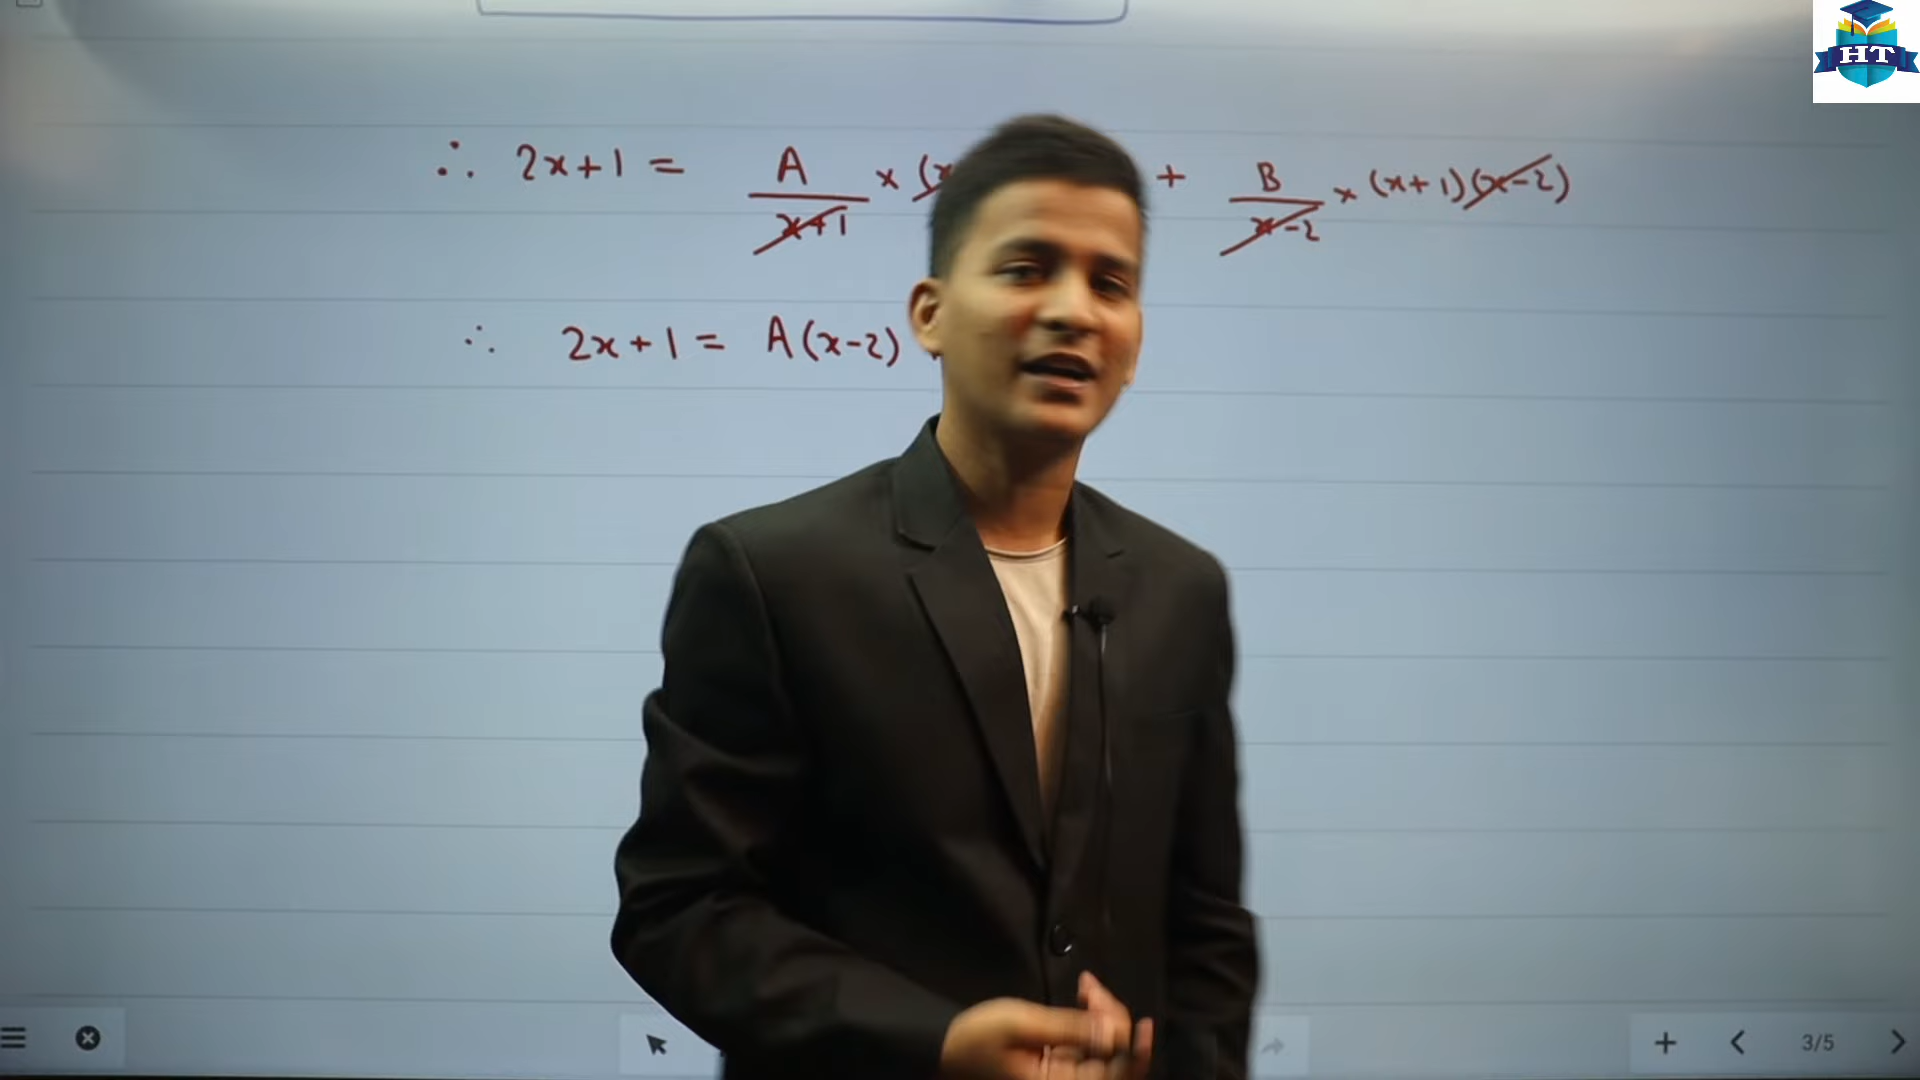 HT
∴ 2x+1 = A/(x+1) × (x + B/(x-2) × (x+1)(x-2)
∴ 2x+1 = A(x-2)
3/5